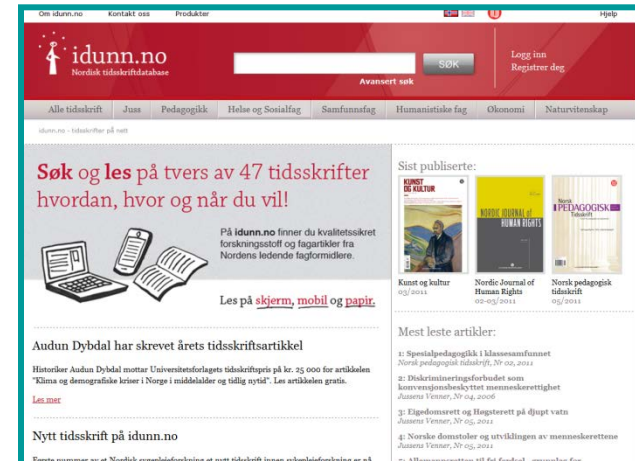 Om idunn.no Kontakt oss Produkter Hjelp
idunn.no
Nordisk tidsskriftdatabase
SØK
Avansert søk
Logg inn
Registrer deg
Alle tidsskrift Juss Pedagogikk Helse og Sosialfag Samfunnsfag Humanistiske fag Økonomi Naturvitenskap
idunn.no - tidsskrifter på nett
Søk og les på tvers av 47 tidsskrifter
hvordan, hvor og når du vil!
På idunn.no finner du kvalitetssikret
forskningsstoff og fagartikler fra
Nordens ledende fagformidlere.
Les på skjerm, mobil og papir.
Audun Dybdal har skrevet årets tidsskriftsartikkel
Historiker Audun Dybdal mottar Universitetsforlagets tidsskriftspris på kr. 25 000 for artikkelen
"Klima og demografiske kriser i Norge i middelalder og tidlig nytid". Les artikkelen gratis.
Les mer
Nytt tidsskrift på idunn.no
Sist publiserte:
KUNST
OG KULTUR
NORDIC JOURNAL of
HUMAN RIGHTS
Norsk
PEDAGOGISK
Tidsskrift
Kunst og kultur
03/2011
Nordic Journal of
Human Rights
02-03/2011
Norsk pedagogisk
tidsskrift
05/2011
Mest leste artikler:
1: Spesialpedagogikk i klassesamfunnet
Norsk pedagogisk tidsskrift, Nr 02, 2011
2: Diskrimineringsforbudet som
konvensjonsbeskyttet menneskerettighet
Jussens Venner, Nr 04, 2006
3: Eigedomsrett og Høgsterett på djupt vatn
Jussens Venner, Nr 05, 2011
4: Norske domstoler og utviklingen av menneskerettene
Jussens Venner, Nr 05, 2011